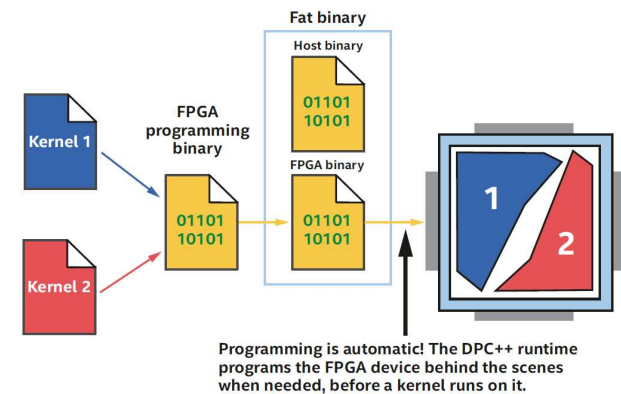 Fat binary
Host binary
01101
10101
Kernel 1
FPGA
programming
binary
FPGA binary
01101
10101
01101
10101
Kernel 2
1
2
Programming is automatic! The DPC++ runtime
programs the FPGA device behind the scenes
when needed, before a kernel runs on it.